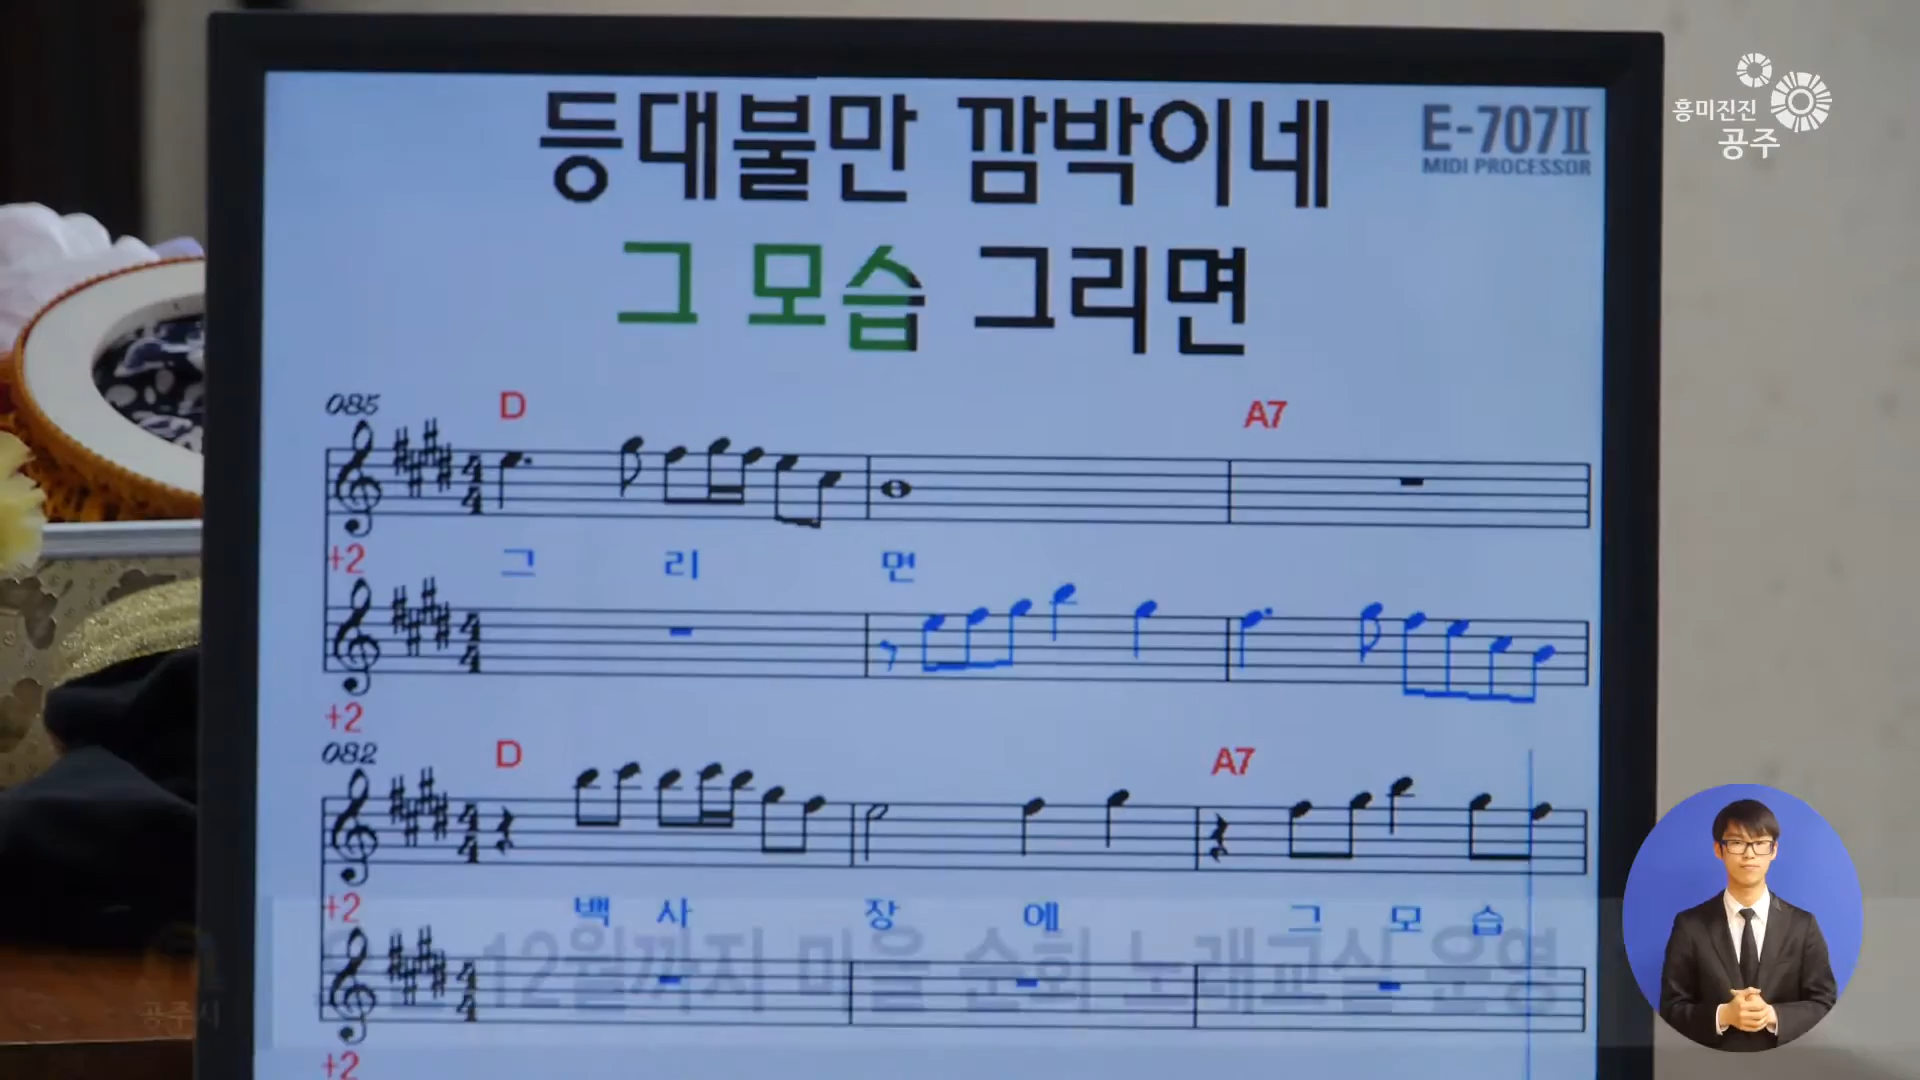 등대불만 깜박이네
E-707Ⅱ
MIDI PROCESSOR
흥미진진
공주
그 모습 그리면
085 D A7
+2 그 리 면
+2
082 D A7
+2 백 사 장 에 그 모 습
12월까지 마을 순회 노래교실 운영
공주시
+2